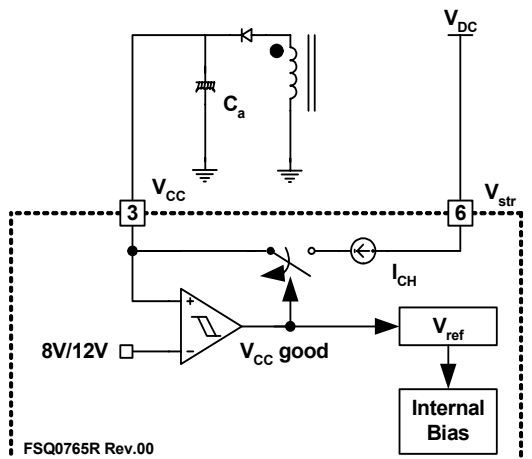 V_DC
C_a
V_CC
V_str
3
6
I_CH
+
8V/12V
−
V_CC good
V_ref
Internal
Bias
FSQ0765R Rev.00